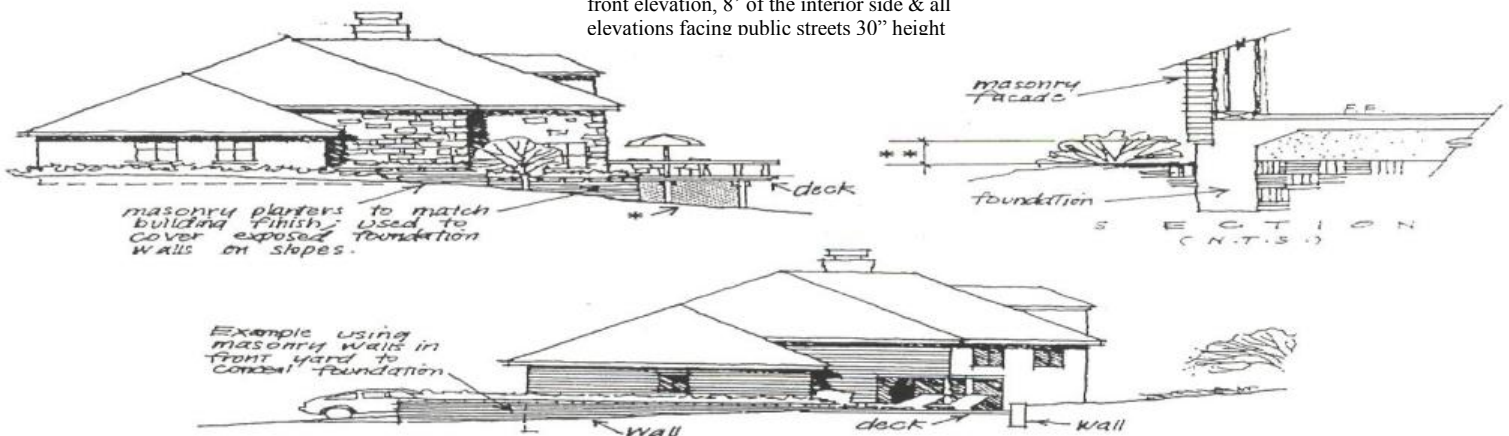 front elevation, 8' of the interior side & all
elevations facing public streets 30” height
masonry
facade
F.F.
**
foundation
SECTION
(N.T.S.)
deck
*
masonry planters to match
building finish; used to
cover exposed foundation
walls on slopes.
Example using
masonry walls in
front yard to
conceal foundation
wall
deck
wall